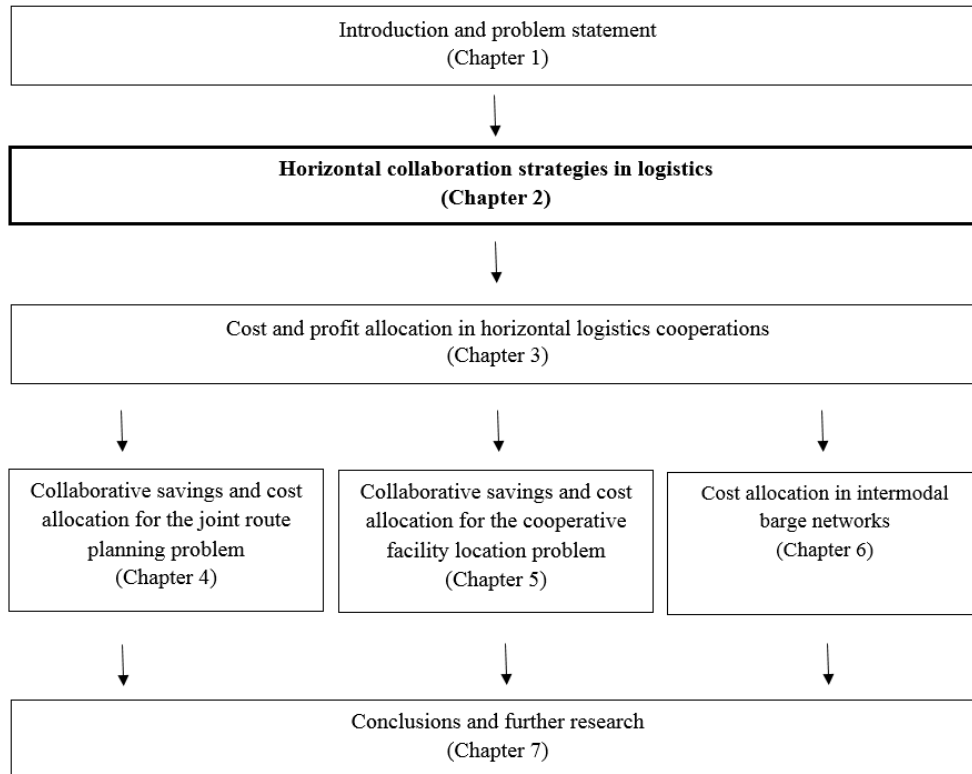 Introduction and problem statement
(Chapter 1)
Horizontal collaboration strategies in logistics
(Chapter 2)
Cost and profit allocation in horizontal logistics cooperations
(Chapter 3)
Collaborative savings and cost
allocation for the joint route
planning problem
(Chapter 4)
Collaborative savings and cost
allocation for the cooperative
facility location problem
(Chapter 5)
Cost allocation in intermodal
barge networks
(Chapter 6)
Conclusions and further research
(Chapter 7)